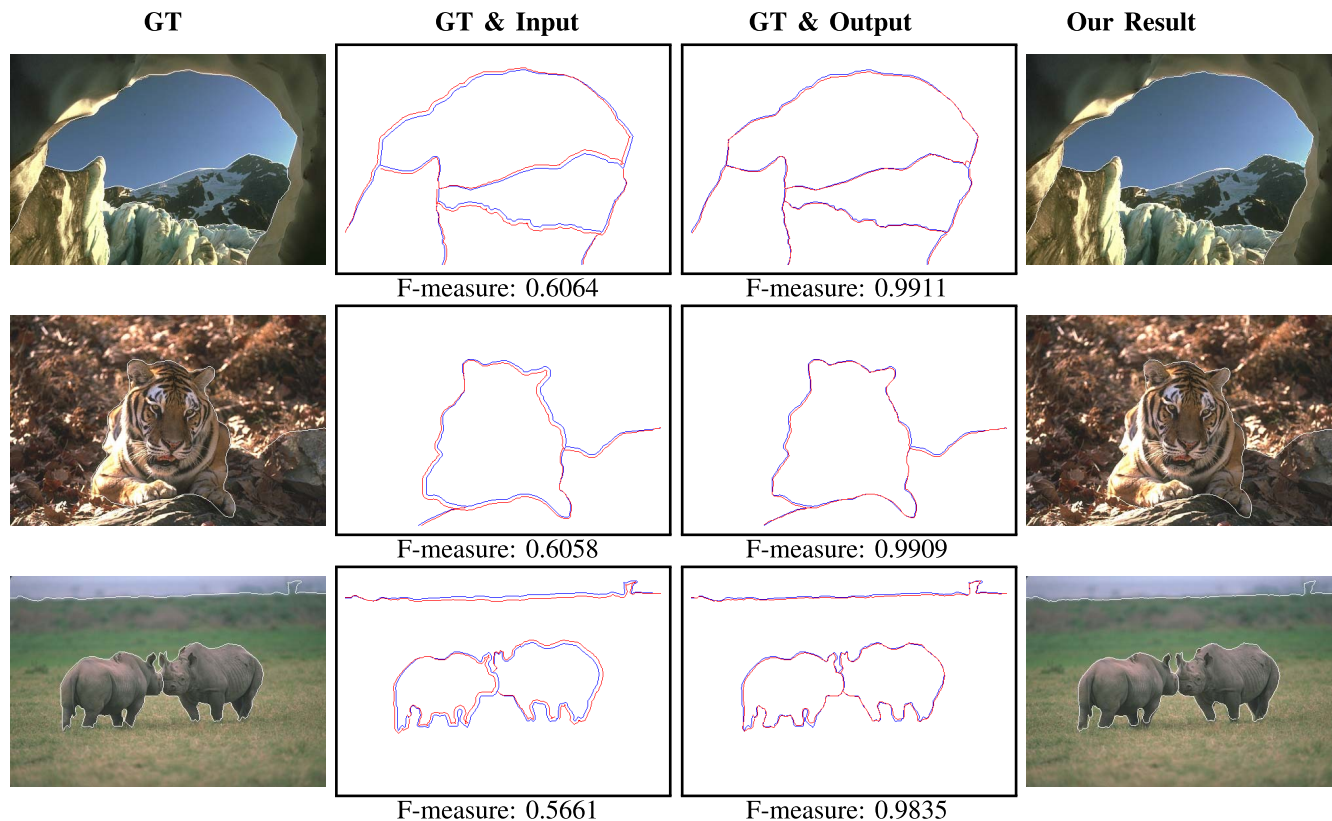 GT GT & Input GT & Output Our Result
F-measure: 0.6064 F-measure: 0.9911
F-measure: 0.6058 F-measure: 0.9909
F-measure: 0.5661 F-measure: 0.9835